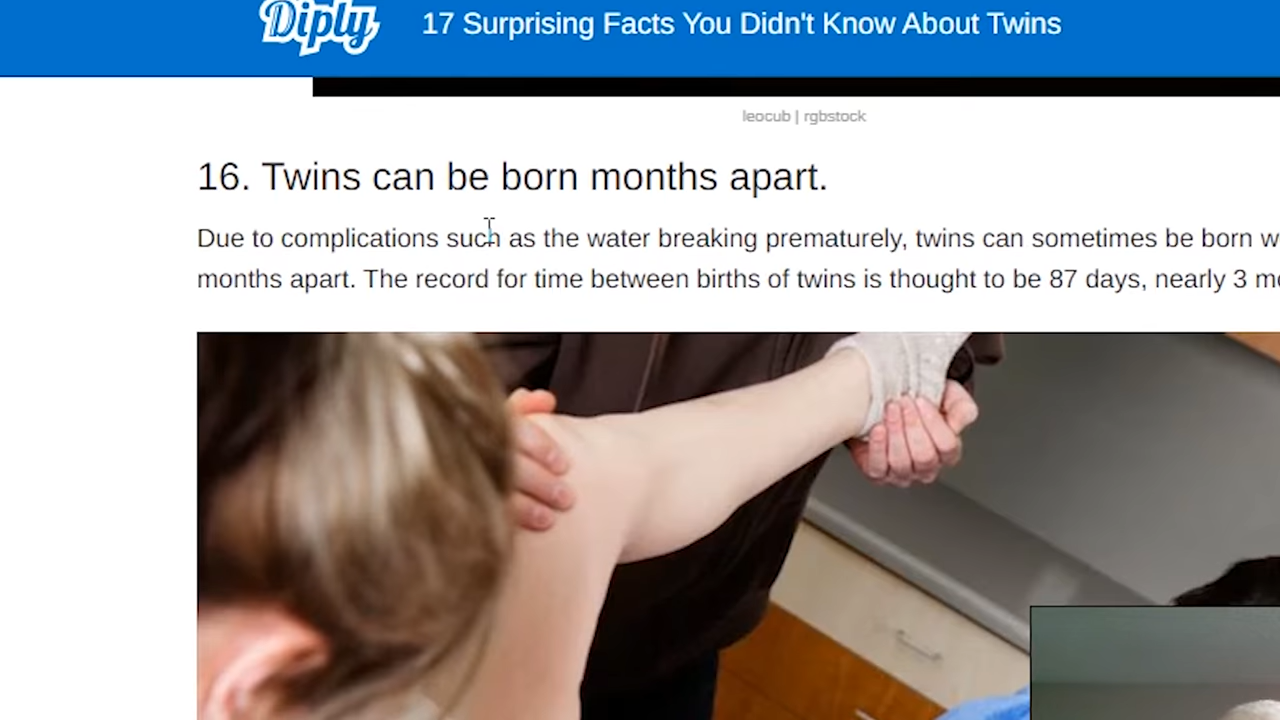 Diply
17 Surprising Facts You Didn't Know About Twins
leocub | rgbstock
16. Twins can be born months apart.
Due to complications such as the water breaking prematurely, twins can sometimes be born
months apart. The record for time between births of twins is thought to be 87 days, nearly 3